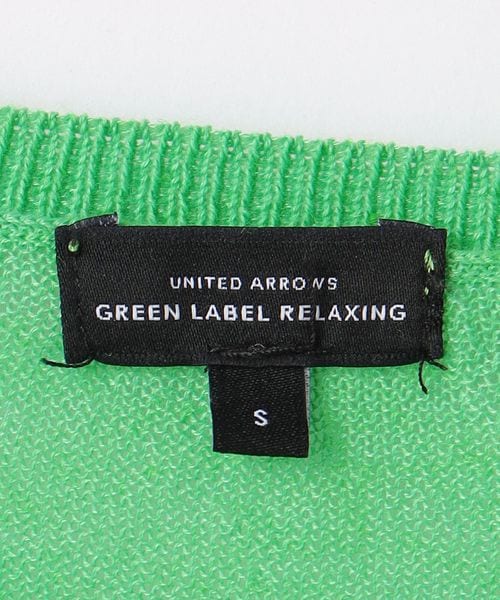 UNITED ARROWS
GREEN LABEL RELAXING
S